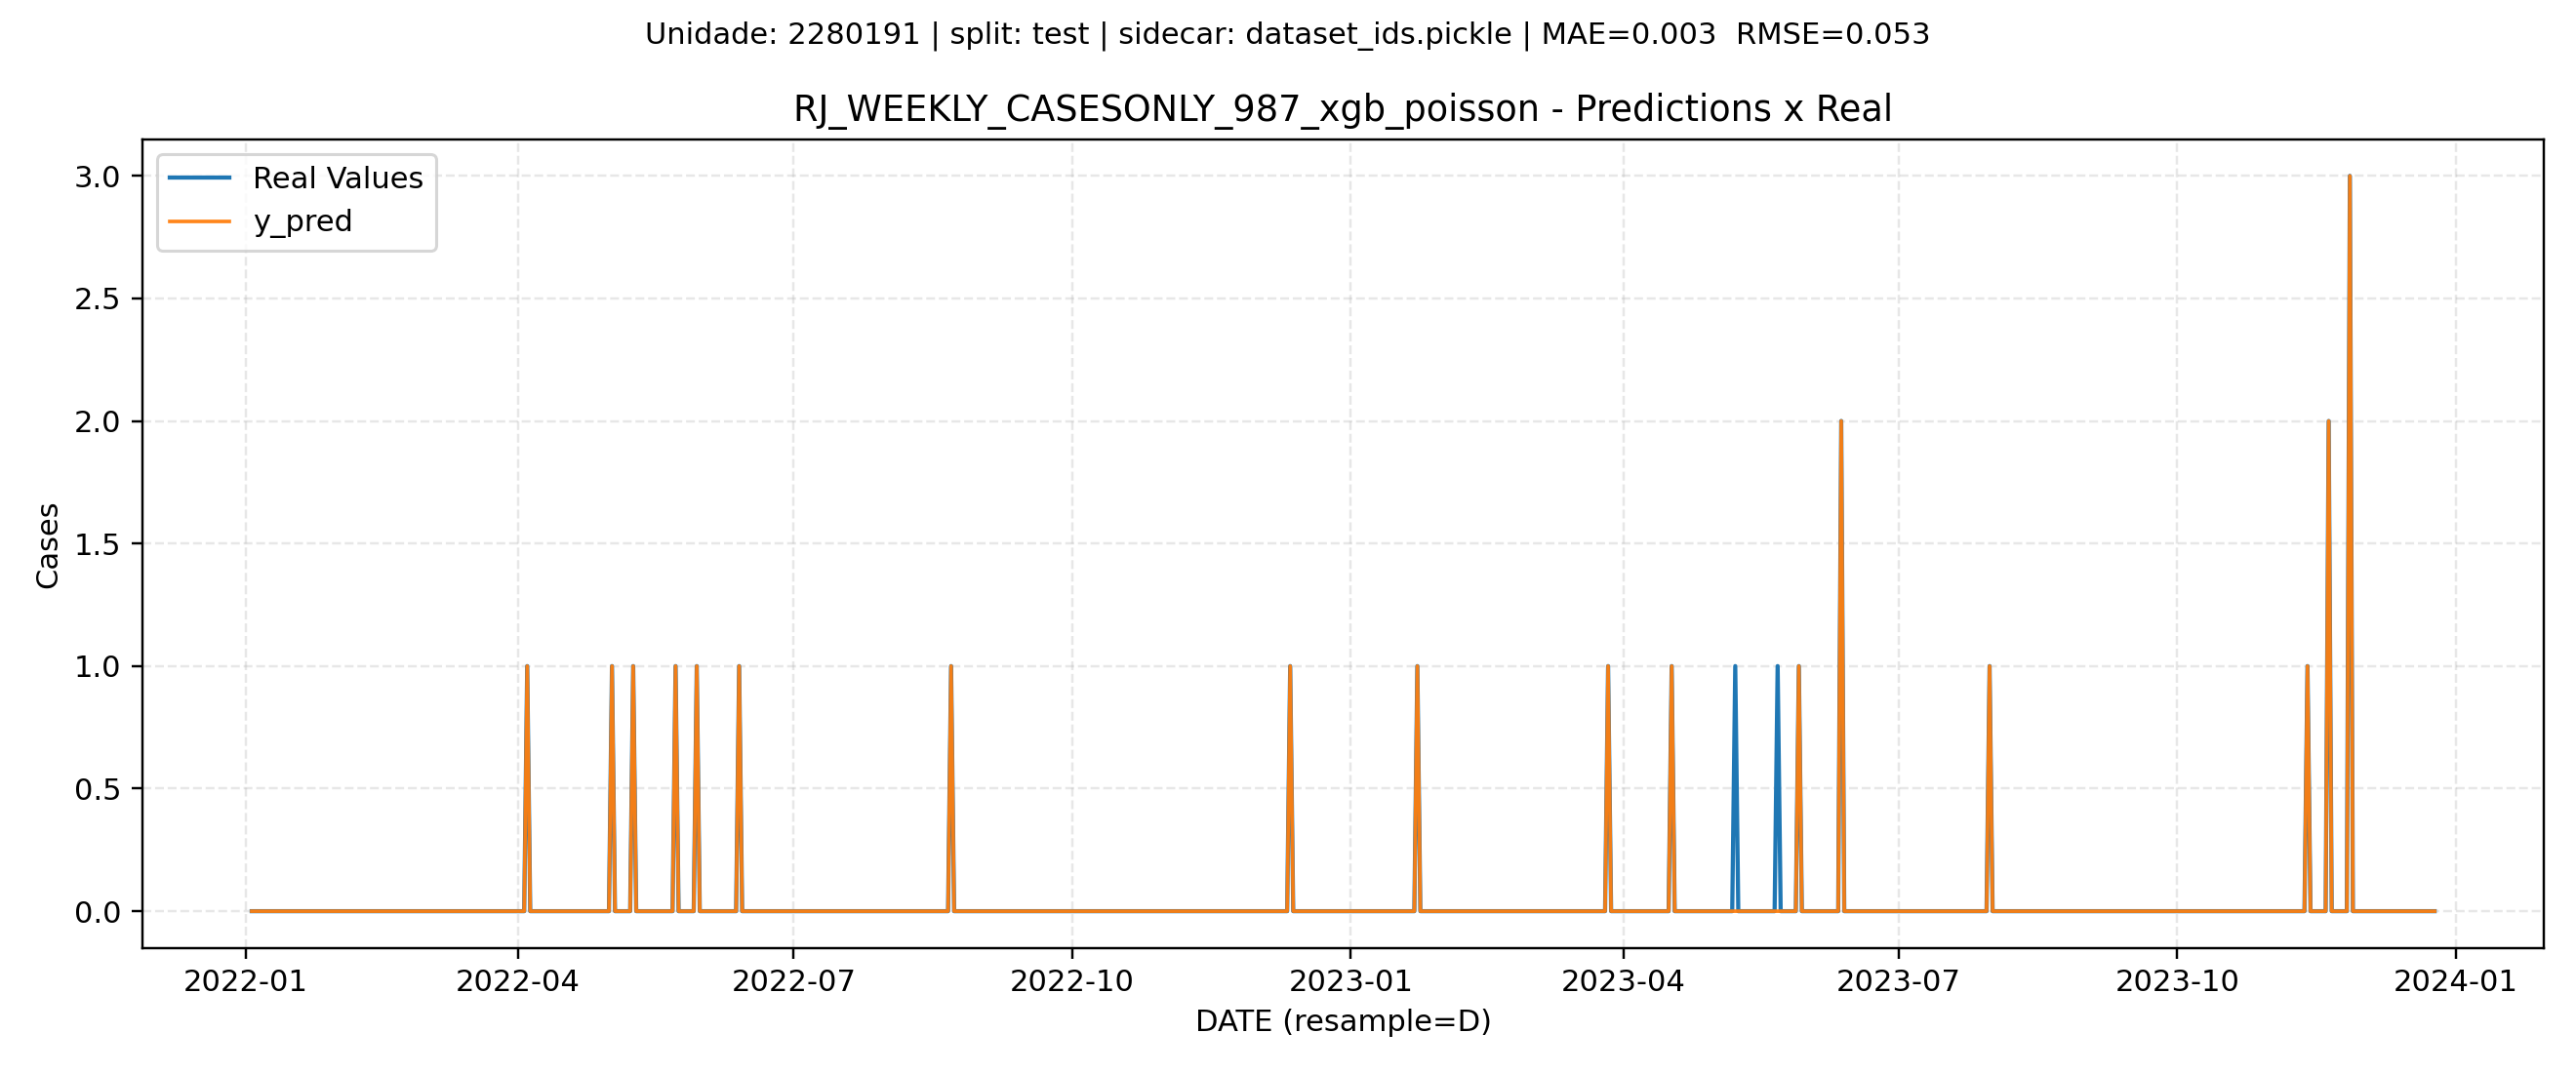 Unidade: 2280191 | split: test | sidecar: dataset_ids.pickle | MAE=0.003  RMSE=0.053
RJ_WEEKLY_CASESONLY_987_xgb_poisson - Predictions x Real
Real Values
y_pred
3.0
2.5
2.0
1.5
1.0
0.5
0.0
Cases
2022-01 2022-04 2022-07 2022-10 2023-01 2023-04 2023-07 2023-10 2024-01
DATE (resample=D)